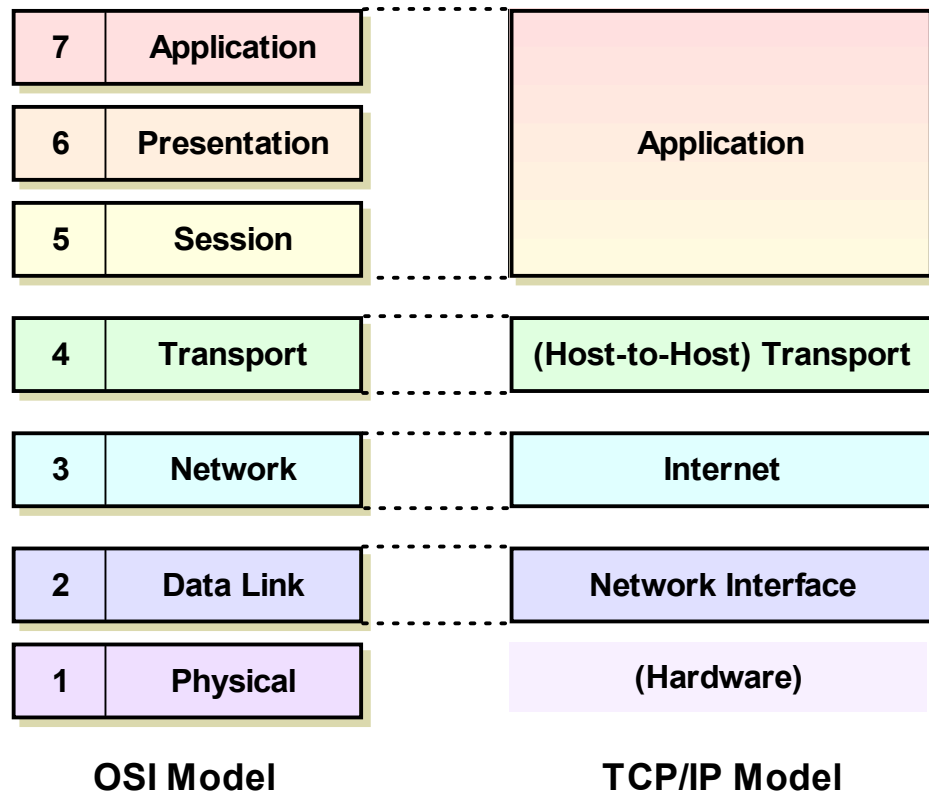 7 Application
6 Presentation
5 Session
Application
4 Transport
(Host-to-Host) Transport
3 Network
Internet
2 Data Link
Network Interface
1 Physical
(Hardware)
OSI Model
TCP/IP Model